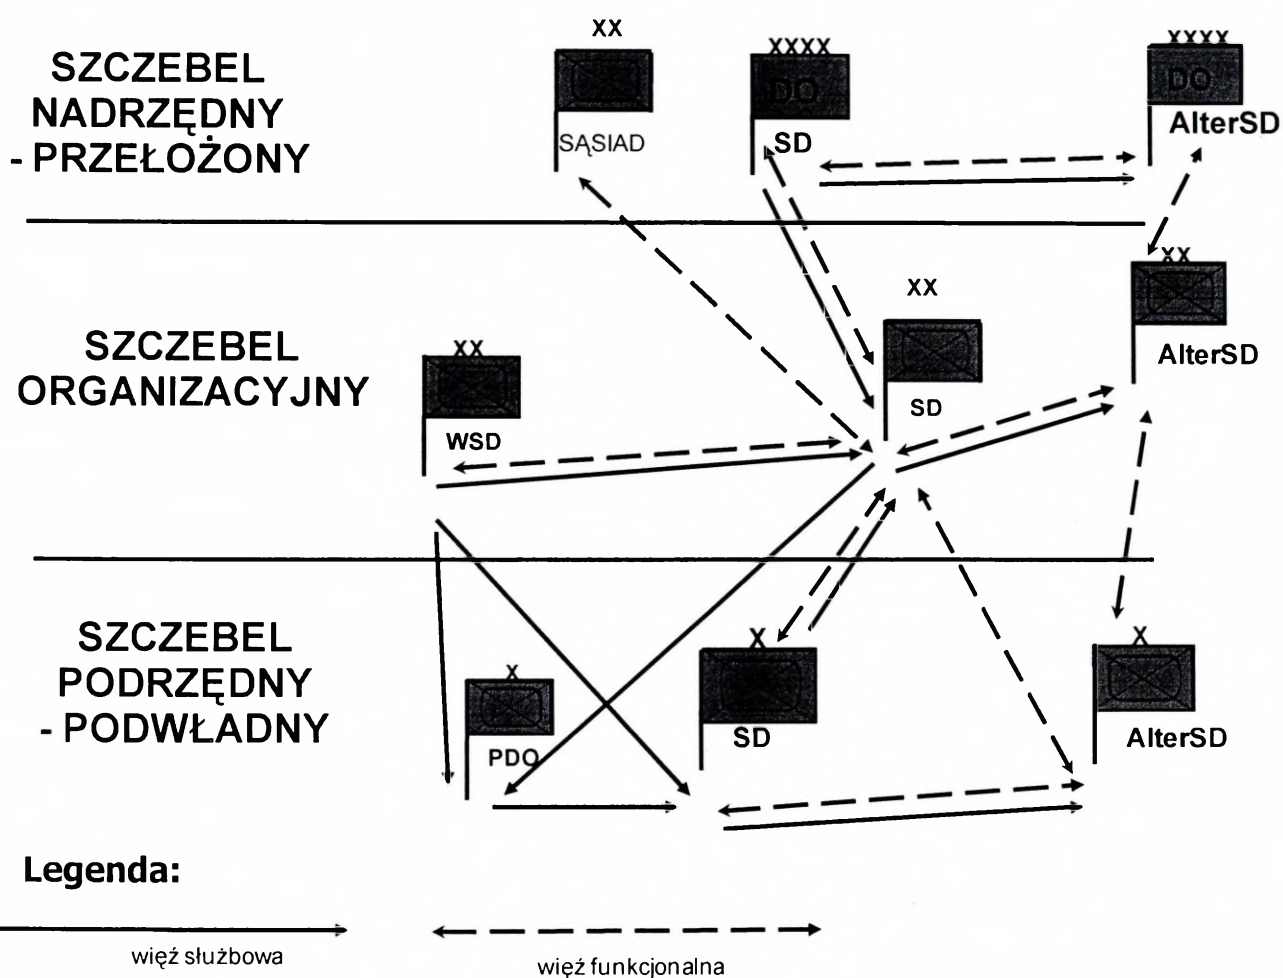 SZCZEBEL
NADRZĘDNY
- PRZEŁOŻONY
XX
SĄSIAD
XXXX
DO
SD
XXXX
DO
AlterSD
SZCZEBEL
ORGANIZACYJNY
XX
WSD
XX
SD
XX
AlterSD
SZCZEBEL
PODRZĘDNY
- PODWŁADNY
X
PDO
X
SD
X
AlterSD
Legenda:
więź służbowa
więź funkcjonalna